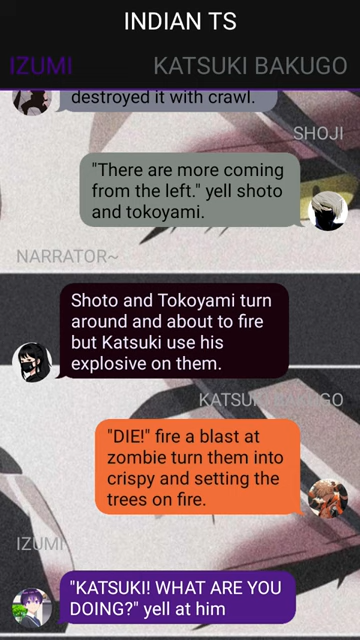 INDIAN TS
IZUMI
KATSUKI BAKUGO
destroyed it with crawl.
SHOJI
"There are more coming
from the left." yell shoto
and tokoyami.
NARRATOR~
Shoto and Tokoyami turn
around and about to fire
but Katsuki use his
explosive on them.
KATSUKI BAKUGO
"DIE!" fire a blast at
zombie turn them into
crispy and setting the
trees on fire.
IZUMI
"KATSUKI! WHAT ARE YOU
DOING?" yell at him